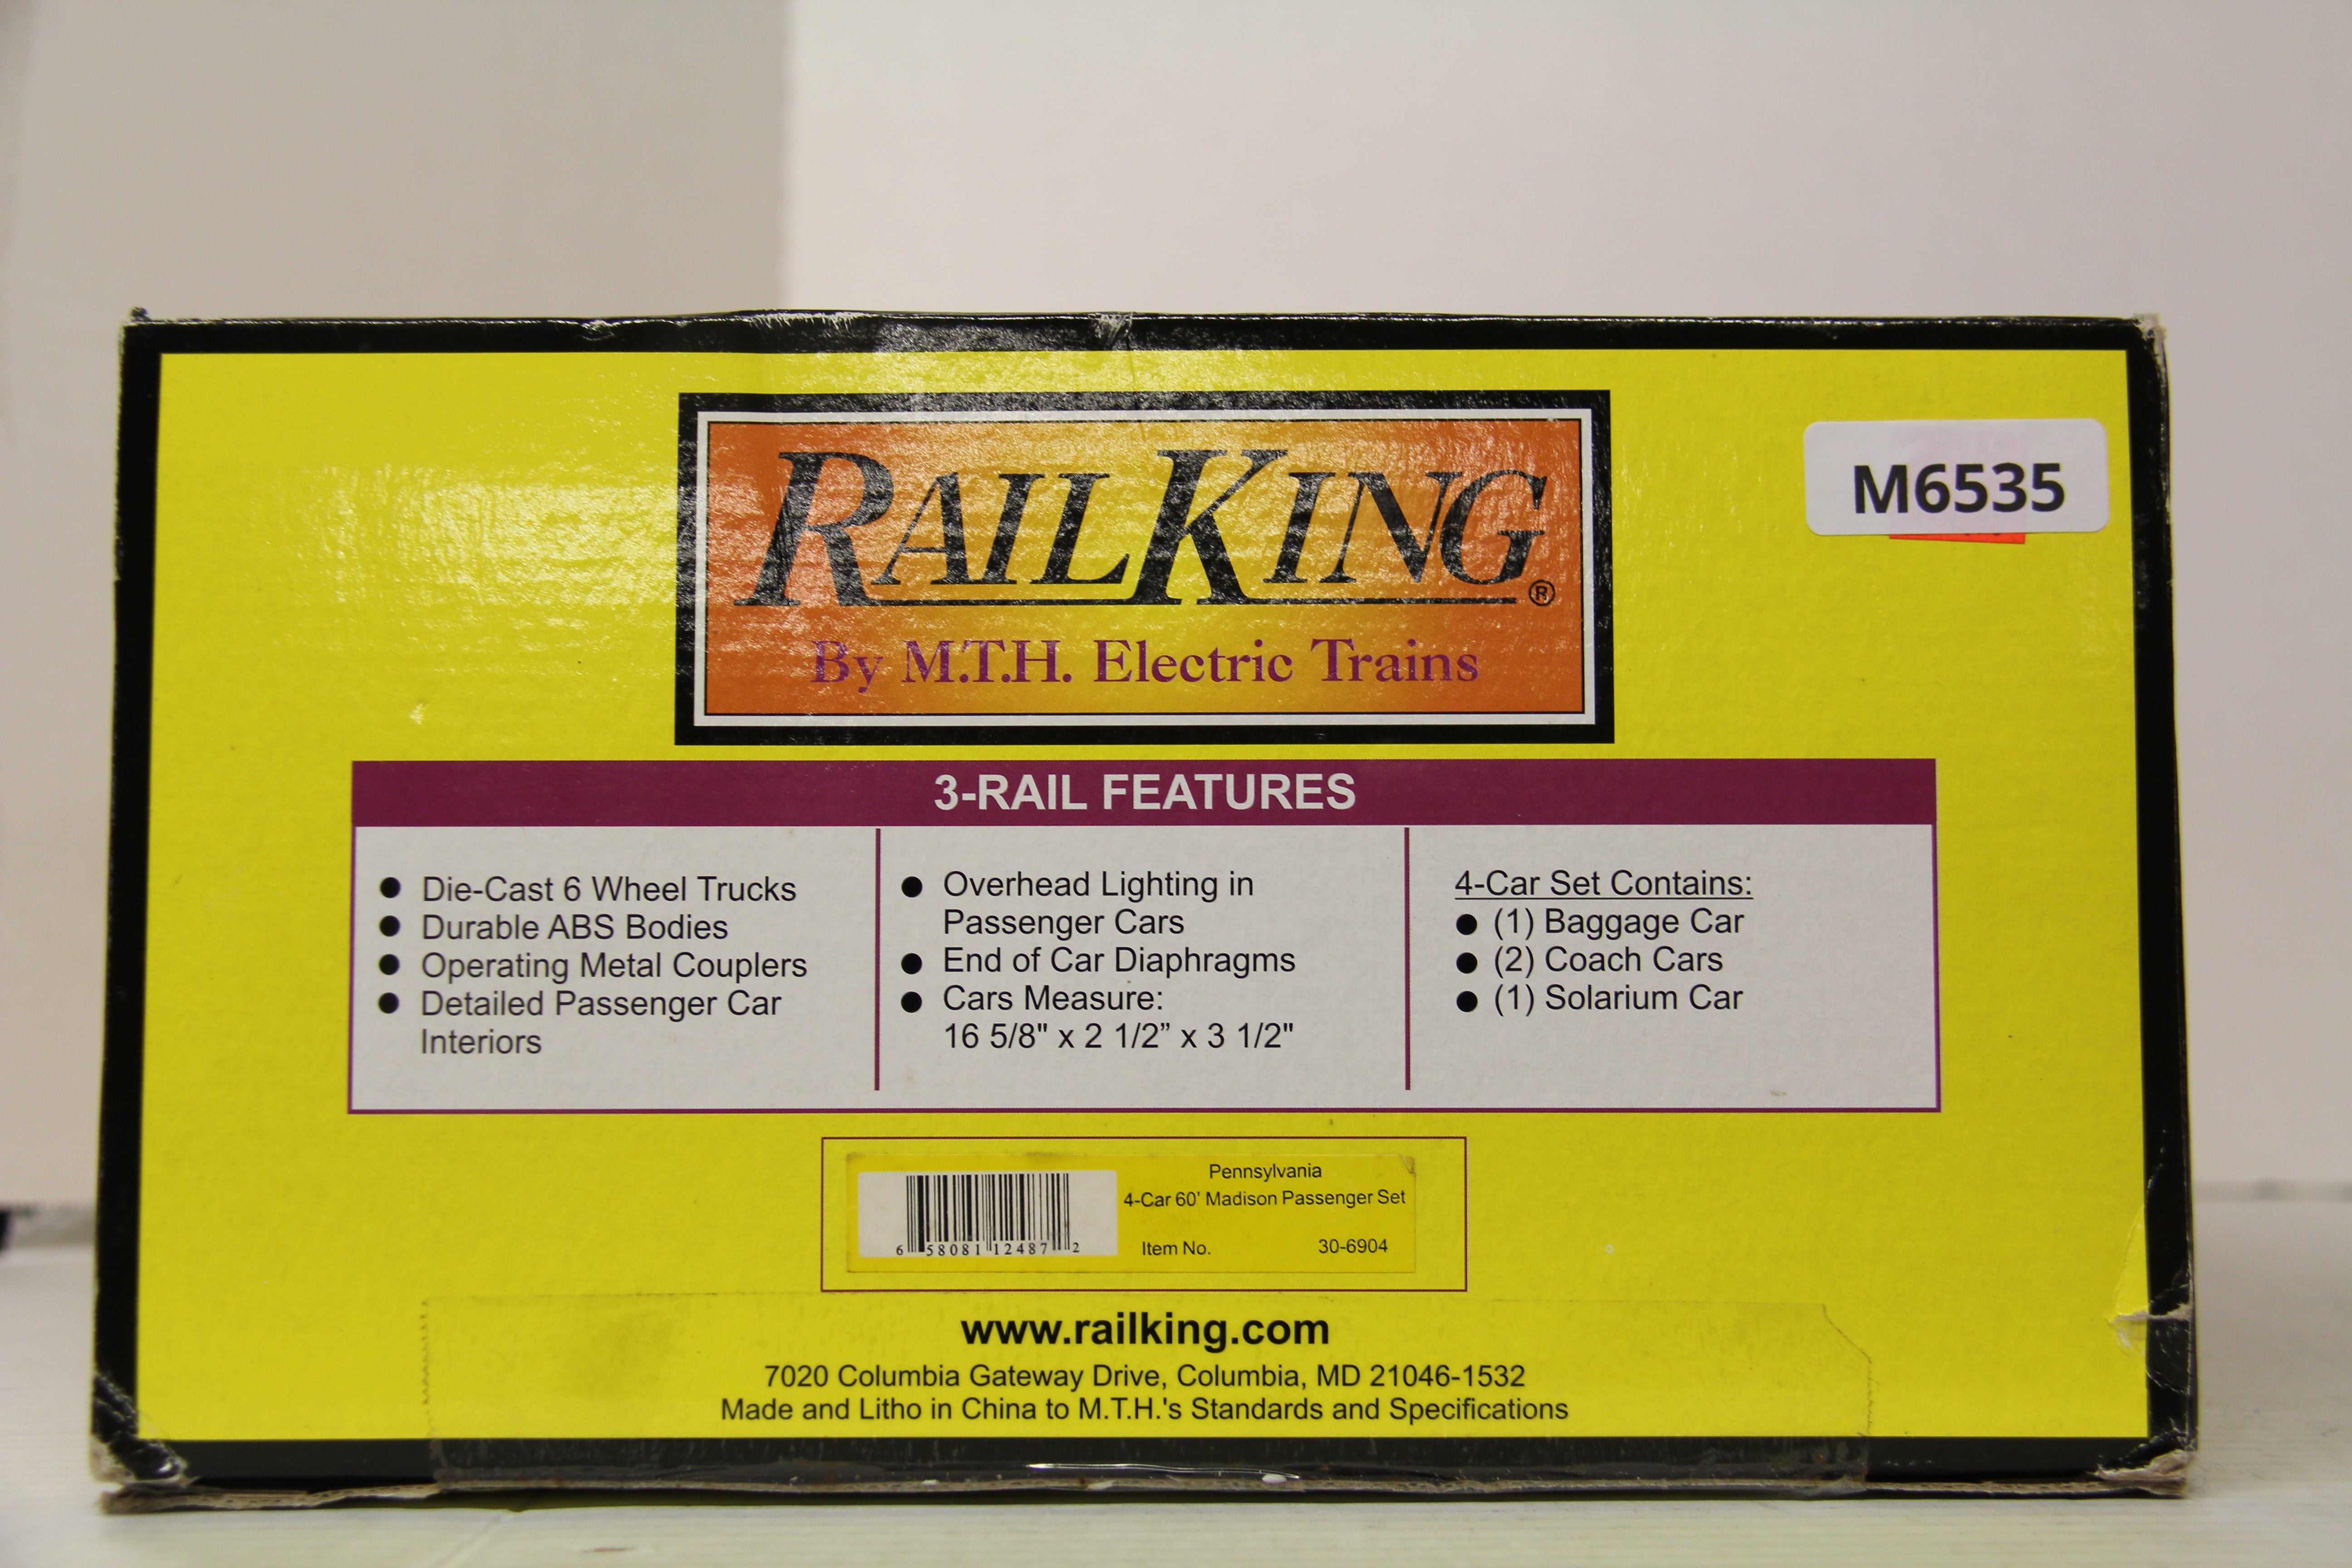 RAILKING®
By M.T.H. Electric Trains
M6535
3-RAIL FEATURES
● Die-Cast 6 Wheel Trucks
● Durable ABS Bodies
● Operating Metal Couplers
● Detailed Passenger Car
Interiors
● Overhead Lighting in
Passenger Cars
● End of Car Diaphragms
● Cars Measure:
16 5/8" x 2 1/2” x 3 1/2"
4-Car Set Contains:
● (1) Baggage Car
● (2) Coach Cars
● (1) Solarium Car
Pennsylvania
4-Car 60' Madison Passenger Set
6 58081 12487 2
Item No. 30-6904
www.railking.com
7020 Columbia Gateway Drive, Columbia, MD 21046-1532
Made and Litho in China to M.T.H.'s Standards and Specifications